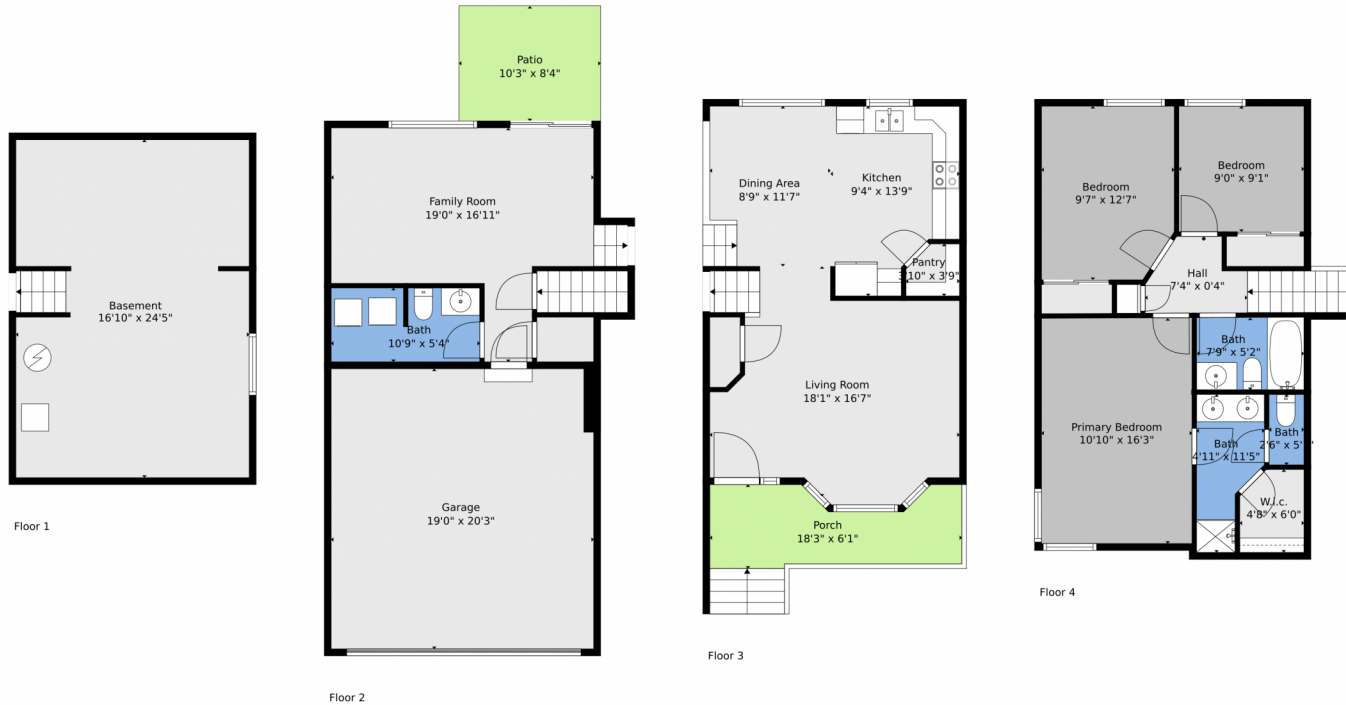 Basement
16'10" x 24'5"
Floor 1
Patio
10'3" x 8'4"
Family Room
19'0" x 16'11"
Bath
10'9" x 5'4"
Garage
19'0" x 20'3"
Floor 2
Dining Area
8'9" x 11'7"
Kitchen
9'4" x 13'9"
Pantry
3'10" x 3'9"
Living Room
18'1" x 16'7"
Porch
18'3" x 6'1"
Floor 3
Bedroom
9'7" x 12'7"
Bedroom
9'0" x 9'1"
Hall
7'4" x 0'4"
Bath
7'9" x 5'2"
Primary Bedroom
10'10" x 16'3"
Bath
4'11" x 11'5"
Bath
2'6" x 5'
W.i.c.
4'8" x 6'0"
Floor 4